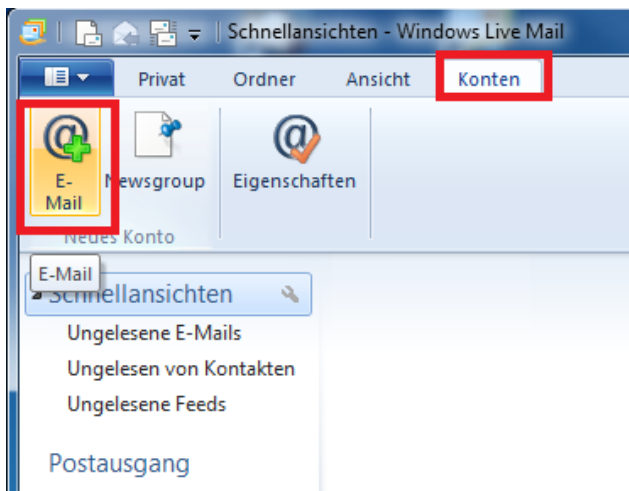 Schnellansichten - Windows Live Mail
Privat Ordner Ansicht Konten
E-Mail Newsgroup Eigenschaften
Neues Konto
E-Mail
Schnellansichten
Ungelesene E-Mails
Ungelesen von Kontakten
Ungelesene Feeds
Postausgang